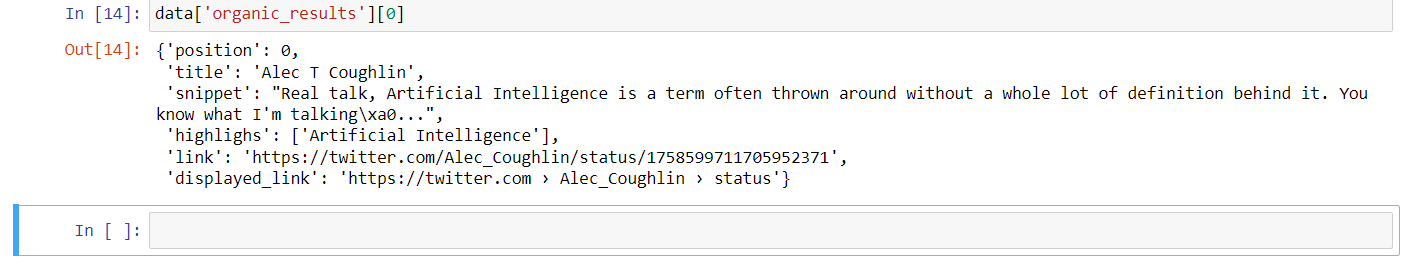 In [14]: data['organic_results'][0]
Out[14]: {'position': 0,
'title': 'Alec T Coughlin',
'snippet': "Real talk, Artificial Intelligence is a term often thrown around without a whole lot of definition behind it. You
know what I'm talking\xa0...",
'highlighs': ['Artificial Intelligence'],
'link': 'https://twitter.com/Alec_Coughlin/status/1758599711705952371',
'displayed_link': 'https://twitter.com › Alec_Coughlin › status'}
In [ ]: